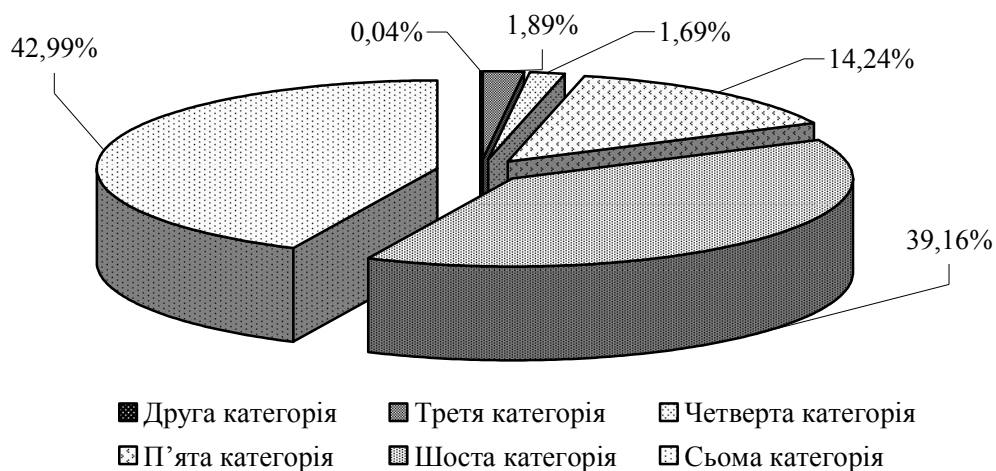 42,99%
0,04%
1,89%
1,69%
14,24%
39,16%
Друга категорія
Третя категорія
Четверта категорія
П’ята категорія
Шоста категорія
Сьома категорія